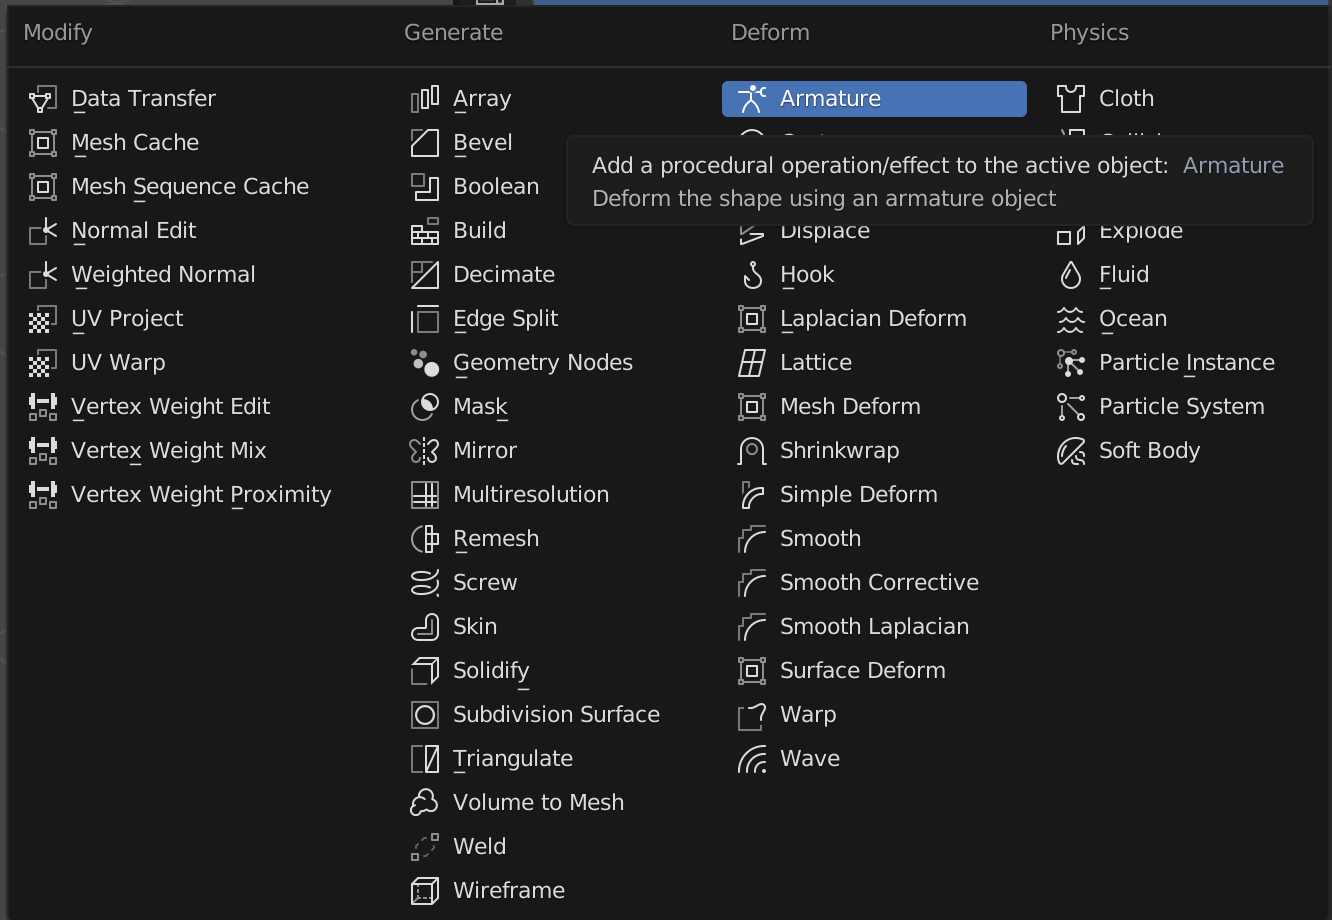 Modify
Data Transfer
Mesh Cache
Mesh Sequence Cache
Normal Edit
Weighted Normal
UV Project
UV Warp
Vertex Weight Edit
Vertex Weight Mix
Vertex Weight Proximity
Generate
Array
Bevel
Boolean
Build
Decimate
Edge Split
Geometry Nodes
Mask
Mirror
Multiresolution
Remesh
Screw
Skin
Solidify
Subdivision Surface
Triangulate
Volume to Mesh
Weld
Wireframe
Deform
Armature
Add a procedural operation/effect to the active object: Armature
Deform the shape using an armature object
Displace
Hook
Laplacian Deform
Lattice
Mesh Deform
Shrinkwrap
Simple Deform
Smooth
Smooth Corrective
Smooth Laplacian
Surface Deform
Warp
Wave
Physics
Cloth
Explode
Fluid
Ocean
Particle Instance
Particle System
Soft Body